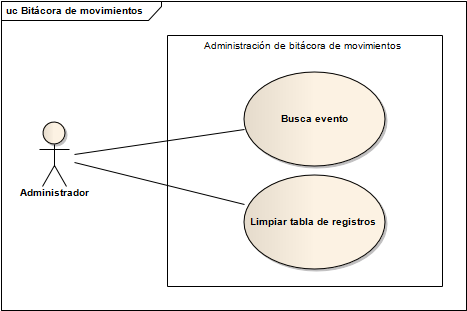 uc Bitácora de movimientos
Administración de bitácora de movimientos
Busca evento
Administrador
Limpiar tabla de registros